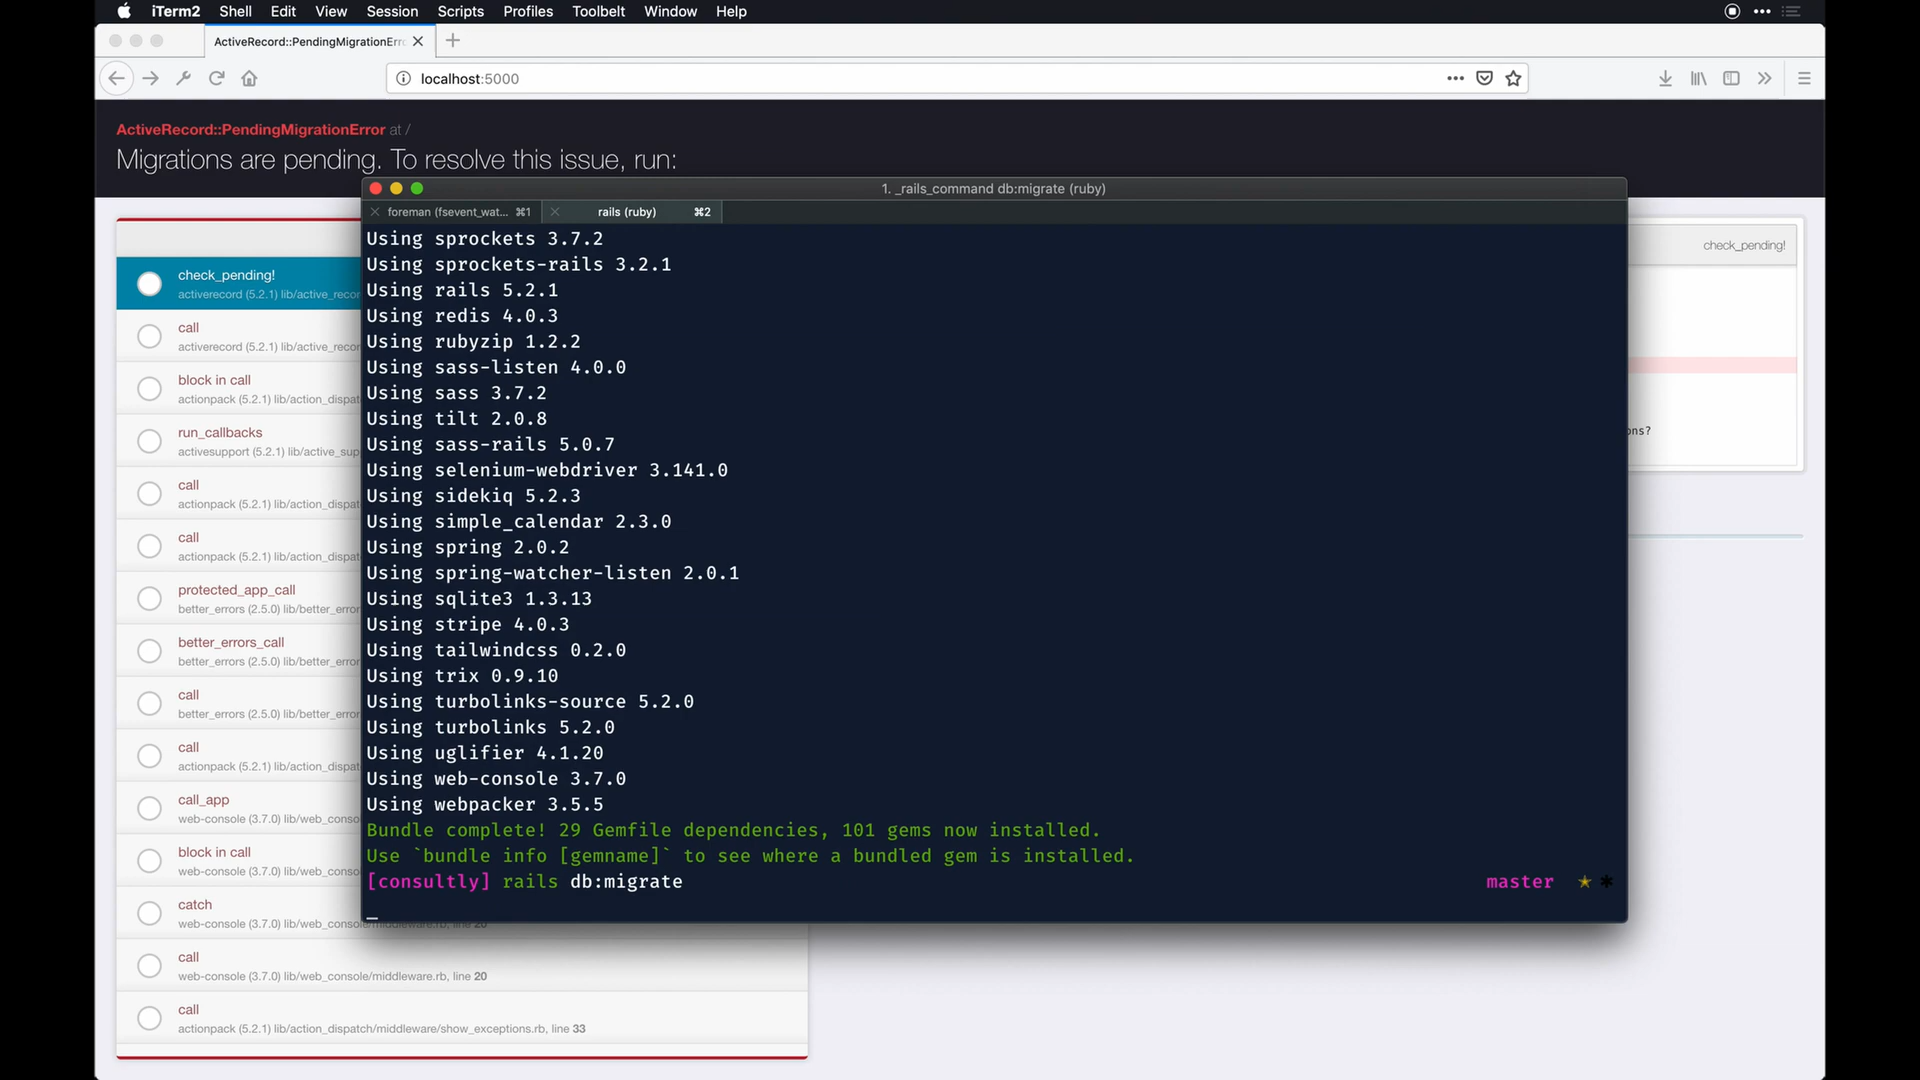 iTerm2 Shell Edit View Session Scripts Profiles Toolbelt Window Help
ActiveRecord::PendingMigrationErr
localhost:5000
ActiveRecord::PendingMigrationError at /
Migrations are pending. To resolve this issue, run:
1. _rails_command db:migrate (ruby)
foreman (fsevent_wat... ⌘1 rails (ruby) ⌘2
check_pending!
activerecord (5.2.1) lib/active_recor
call
activerecord (5.2.1) lib/active_recor
block in call
actionpack (5.2.1) lib/action_dispat
run_callbacks
activesupport (5.2.1) lib/active_sup
call
actionpack (5.2.1) lib/action_dispat
call
actionpack (5.2.1) lib/action_dispat
protected_app_call
better_errors (2.5.0) lib/better_error
better_errors_call
better_errors (2.5.0) lib/better_error
call
better_errors (2.5.0) lib/better_error
call
actionpack (5.2.1) lib/action_dispat
call_app
web-console (3.7.0) lib/web_conso
block in call
web-console (3.7.0) lib/web_conso
catch
web-console (3.7.0) lib/web_console/middleware.rb, line 20
call
web-console (3.7.0) lib/web_console/middleware.rb, line 20
call
actionpack (5.2.1) lib/action_dispatch/middleware/show_exceptions.rb, line 33
Using sprockets 3.7.2
Using sprockets-rails 3.2.1
Using rails 5.2.1
Using redis 4.0.3
Using rubyzip 1.2.2
Using sass-listen 4.0.0
Using sass 3.7.2
Using tilt 2.0.8
Using sass-rails 5.0.7
Using selenium-webdriver 3.141.0
Using sidekiq 5.2.3
Using simple_calendar 2.3.0
Using spring 2.0.2
Using spring-watcher-listen 2.0.1
Using sqlite3 1.3.13
Using stripe 4.0.3
Using tailwindcss 0.2.0
Using trix 0.9.10
Using turbolinks-source 5.2.0
Using turbolinks 5.2.0
Using uglifier 4.1.20
Using web-console 3.7.0
Using webpacker 3.5.5
Bundle complete! 29 Gemfile dependencies, 101 gems now installed.
Use `bundle info [gemname]` to see where a bundled gem is installed.
[consultly] rails db:migrate master ★ *
check_pending!
ons?